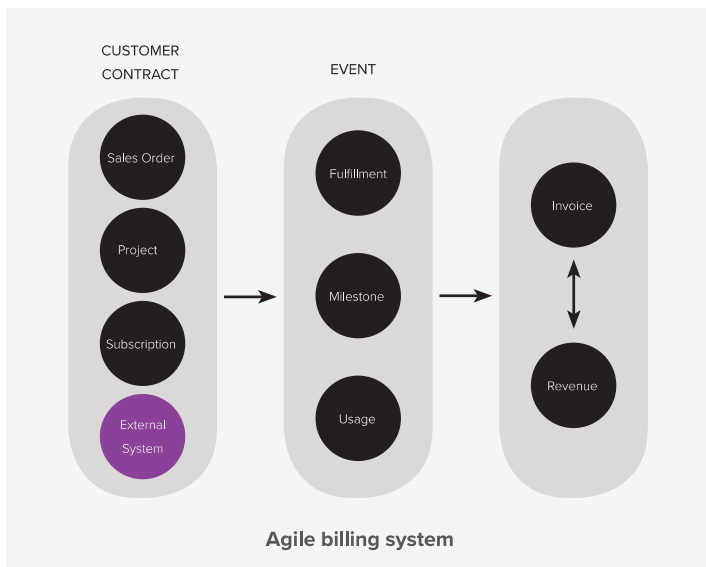 CUSTOMER
CONTRACT
Sales Order
Project
Subscription
External
System
EVENT
Fulfillment
Milestone
Usage
Invoice
Revenue
Agile billing system